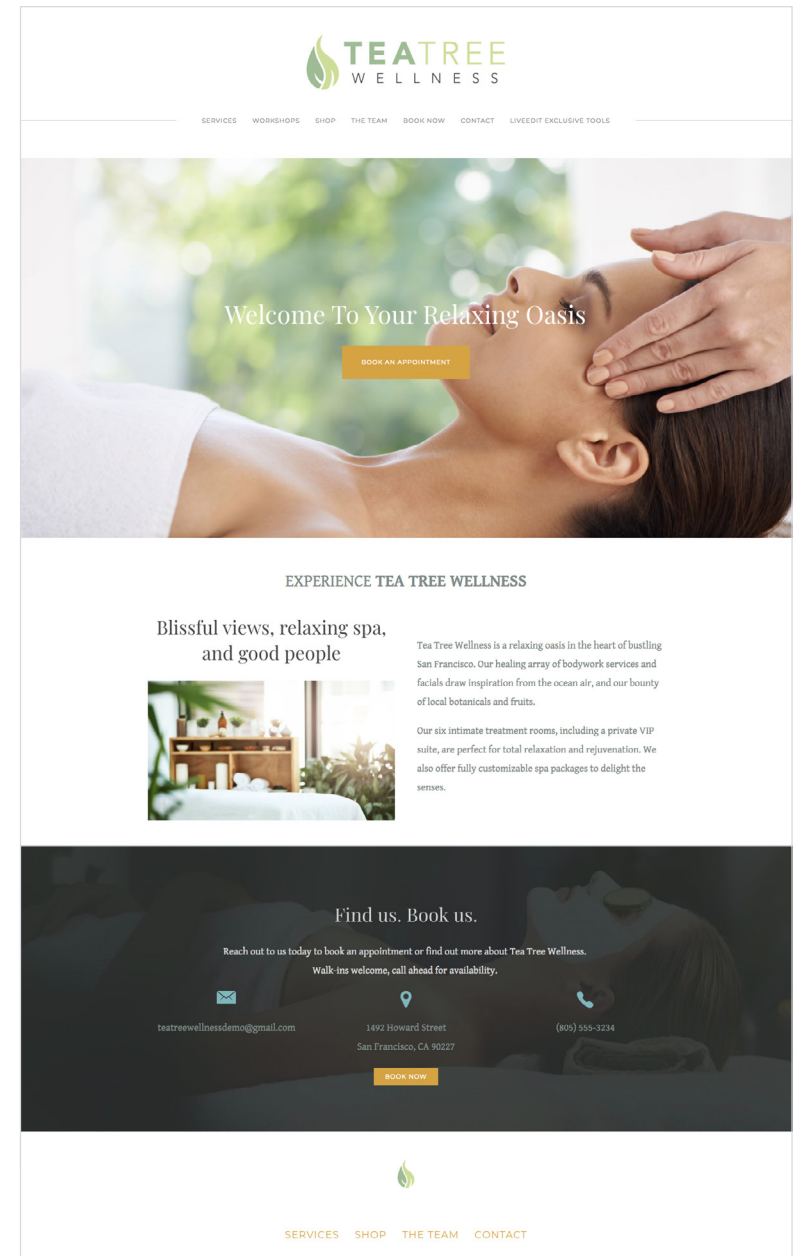 TEATREE
WELLNESS
SERVICES WORKSHOPS SHOP THE TEAM BOOK NOW CONTACT LIVEEDIT EXCLUSIVE TOOLS
Welcome To Your Relaxing Oasis
BOOK AN APPOINTMENT
EXPERIENCE TEA TREE WELLNESS
Blissful views, relaxing spa,
and good people
Tea Tree Wellness is a relaxing oasis in the heart of bustling
San Francisco. Our healing array of bodywork services and
facials draw inspiration from the ocean air, and our bounty
of local botanicals and fruits.
Our six intimate treatment rooms, including a private VIP
suite, are perfect for total relaxation and rejuvenation. We
also offer fully customizable spa packages to delight the
senses.
Find us. Book us.
Reach out to us today to book an appointment or find out more about Tea Tree Wellness.
Walk-ins welcome, call ahead for availability.
teatreewellnessdemo@gmail.com
1492 Howard Street
San Francisco, CA 90227
(805) 555-3234
BOOK NOW
SERVICES SHOP THE TEAM CONTACT